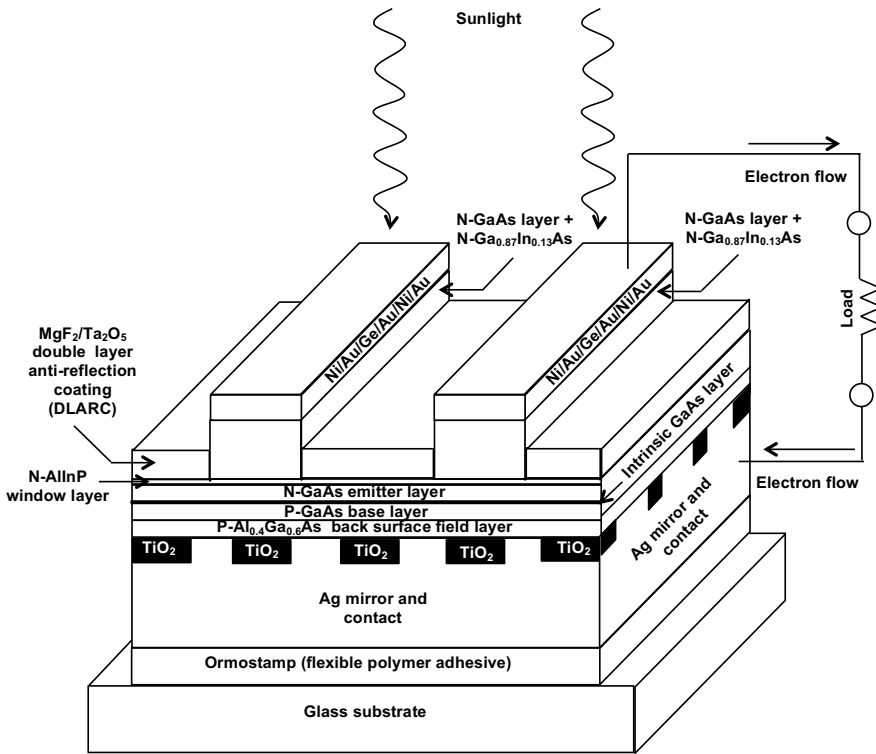 Sunlight
Electron flow
N-GaAs layer +
N-Ga₀.₈₇In₀.₁₃As
N-GaAs layer +
N-Ga₀.₈₇In₀.₁₃As
Ni/Au/Ge/Au/Ni/Au
Ni/Au/Ge/Au/Ni/Au
Load
MgF₂/Ta₂O₅
double layer
anti-reflection
coating
(DLARC)
Intrinsic GaAs layer
N-AlInP
window layer
N-GaAs emitter layer
Electron flow
P-GaAs base layer
P-Al₀.₄Ga₀.₆As back surface field layer
TiO₂
TiO₂
TiO₂
TiO₂
TiO₂
Ag mirror and
contact
Ag mirror and
contact
Ormostamp (flexible polymer adhesive)
Glass substrate